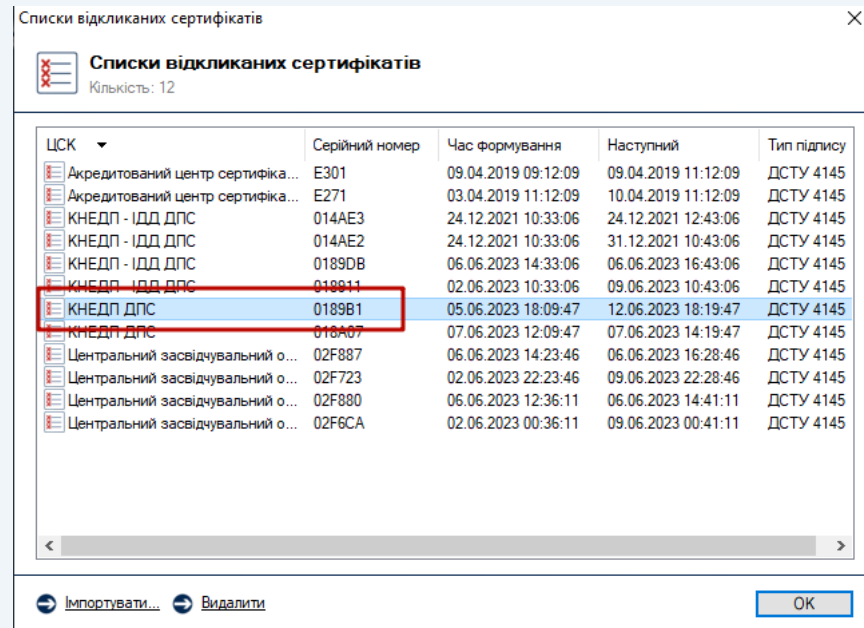 Списки відкликаних сертифікатів
Списки відкликаних сертифікатів
Кількість: 12
ЦСК Серійний номер Час формування Наступний Тип підпису
Акредитований центр сертифіка... E301 09.04.2019 09:12:09 09.04.2019 11:12:09 ДСТУ 4145
Акредитований центр сертифіка... E271 03.04.2019 11:12:09 10.04.2019 11:12:09 ДСТУ 4145
КНЕДП - ІДД ДПС 014AE3 24.12.2021 10:33:06 24.12.2021 12:43:06 ДСТУ 4145
КНЕДП - ІДД ДПС 014AE2 24.12.2021 10:33:06 31.12.2021 10:43:06 ДСТУ 4145
КНЕДП - ІДД ДПС 0189DB 06.06.2023 14:33:06 06.06.2023 16:43:06 ДСТУ 4145
КНЕДП - ІДД ДПС 018911 02.06.2023 10:33:06 09.06.2023 10:43:06 ДСТУ 4145
КНЕДП ДПС 0189B1 05.06.2023 18:09:47 12.06.2023 18:19:47 ДСТУ 4145
КНЕДП ДПС 018A07 07.06.2023 12:09:47 07.06.2023 14:19:47 ДСТУ 4145
Центральний засвідчувальний о... 02F887 06.06.2023 14:23:46 06.06.2023 16:28:46 ДСТУ 4145
Центральний засвідчувальний о... 02F723 02.06.2023 22:23:46 09.06.2023 22:28:46 ДСТУ 4145
Центральний засвідчувальний о... 02F880 06.06.2023 12:36:11 06.06.2023 14:41:11 ДСТУ 4145
Центральний засвідчувальний о... 02F6CA 02.06.2023 00:36:11 09.06.2023 00:41:11 ДСТУ 4145
Імпортувати... Видалити OK